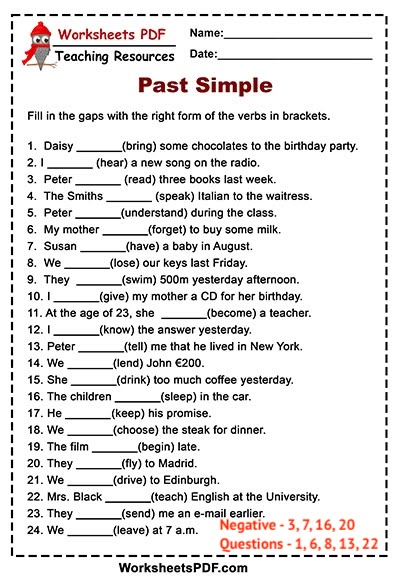 Worksheets PDF
Teaching Resources
Name:
Date:
Past Simple
Fill in the gaps with the right form of the verbs in brackets.
1. Daisy _______(bring) some chocolates to the birthday party.
2. I _______ (hear) a new song on the radio.
3. Peter _______ (read) three books last week.
4. The Smiths _______ (speak) Italian to the waitress.
5. Peter _______(understand) during the class.
6. My mother _______(forget) to buy some milk.
7. Susan _______(have) a baby in August.
8. We _______(lose) our keys last Friday.
9. They _______(swim) 500m yesterday afternoon.
10. I _______(give) my mother a CD for her birthday.
11. At the age of 23, she _______(become) a teacher.
12. I _______(know) the answer yesterday.
13. Peter _______(tell) me that he lived in New York.
14. We _______(lend) John €200.
15. She _______(drink) too much coffee yesterday.
16. The children _______(sleep) in the car.
17. He _______(keep) his promise.
18. We _______(choose) the steak for dinner.
19. The film _______(begin) late.
20. They _______(fly) to Madrid.
21. We _______(drive) to Edinburgh.
22. Mrs. Black _______(teach) English at the University.
23. They _______(send) me an e-mail earlier.
24. We _______(leave) at 7 a.m.
Negative - 3, 7, 16, 20
Questions - 1, 6, 8, 13, 22
WorksheetsPDF.com